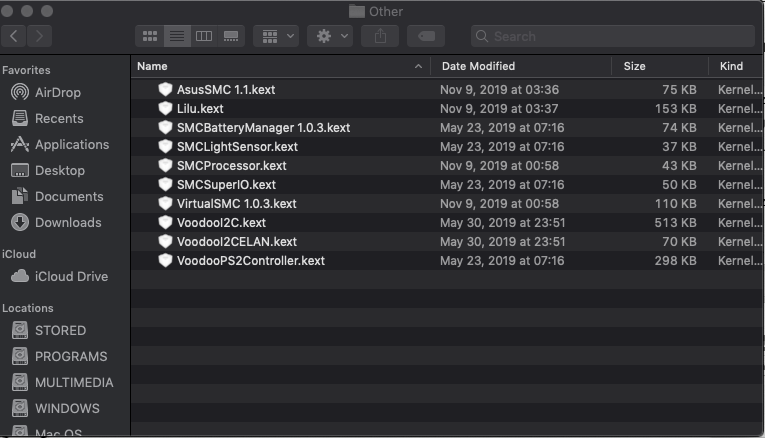 Other
Search
Favorites
AirDrop
Recents
Applications
Desktop
Documents
Downloads
iCloud
iCloud Drive
Locations
STORED
PROGRAMS
MULTIMEDIA
WINDOWS
Mac OS
Name Date Modified Size Kind
AsusSMC 1.1.kext Nov 9, 2019 at 03:36 75 KB Kernel...
Lilu.kext Nov 9, 2019 at 03:37 153 KB Kernel...
SMCBatteryManager 1.0.3.kext May 23, 2019 at 07:16 74 KB Kernel...
SMCLightSensor.kext May 23, 2019 at 07:16 37 KB Kernel...
SMCProcessor.kext Nov 9, 2019 at 00:58 43 KB Kernel...
SMCSuperIO.kext May 23, 2019 at 07:16 50 KB Kernel...
VirtualSMC 1.0.3.kext Nov 9, 2019 at 00:58 110 KB Kernel...
VoodooI2C.kext May 30, 2019 at 23:51 513 KB Kernel...
VoodooI2CELAN.kext May 30, 2019 at 23:51 70 KB Kernel...
VoodooPS2Controller.kext May 23, 2019 at 07:16 298 KB Kernel...